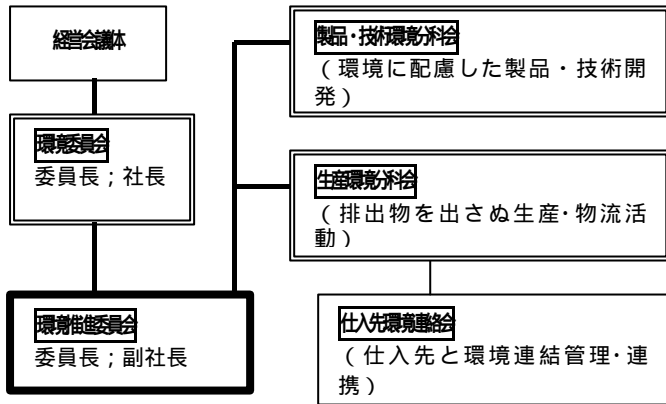 経営会議体
環境委員会
委員長；社長
環境推進委員会
委員長；副社長
製品・技術環境分科会
（環境に配慮した製品・技術開
発）
生産環境分科会
（排出物を出さぬ生産・物流活
動）
仕入先環境連絡会
（仕入先と環境連結管理・連
携）